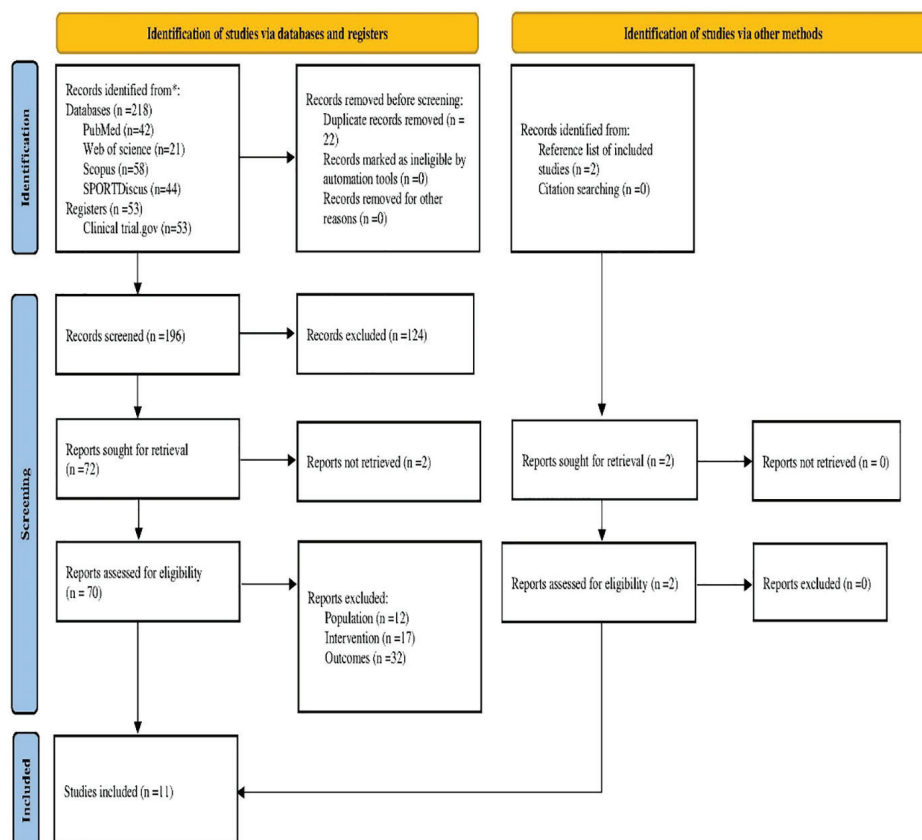 Identification of studies via databases and registers
Identification of studies via other methods
Identification
Records identified from*:
Databases (n =218)
PubMed (n=42)
Web of science (n=21)
Scopus (n=58)
SPORTDiscus (n=44)
Registers (n =53)
Clinical trial.gov (n=53)
Records removed before screening:
Duplicate records removed (n =
22)
Records marked as ineligible by
automation tools (n =0)
Records removed for other
reasons (n =0)
Records identified from:
Reference list of included
studies (n =2)
Citation searching (n =0)
Screening
Records screened (n =196)
Records excluded (n =124)
Reports sought for retrieval
(n =72)
Reports not retrieved (n =2)
Reports sought for retrieval (n =2)
Reports not retrieved (n = 0)
Reports assessed for eligibility
(n = 70)
Reports excluded:
Population (n =12)
Intervention (n =17)
Outcomes (n =32)
Reports assessed for eligibility (n =2)
Reports excluded (n =0)
Included
Studies included (n =11)